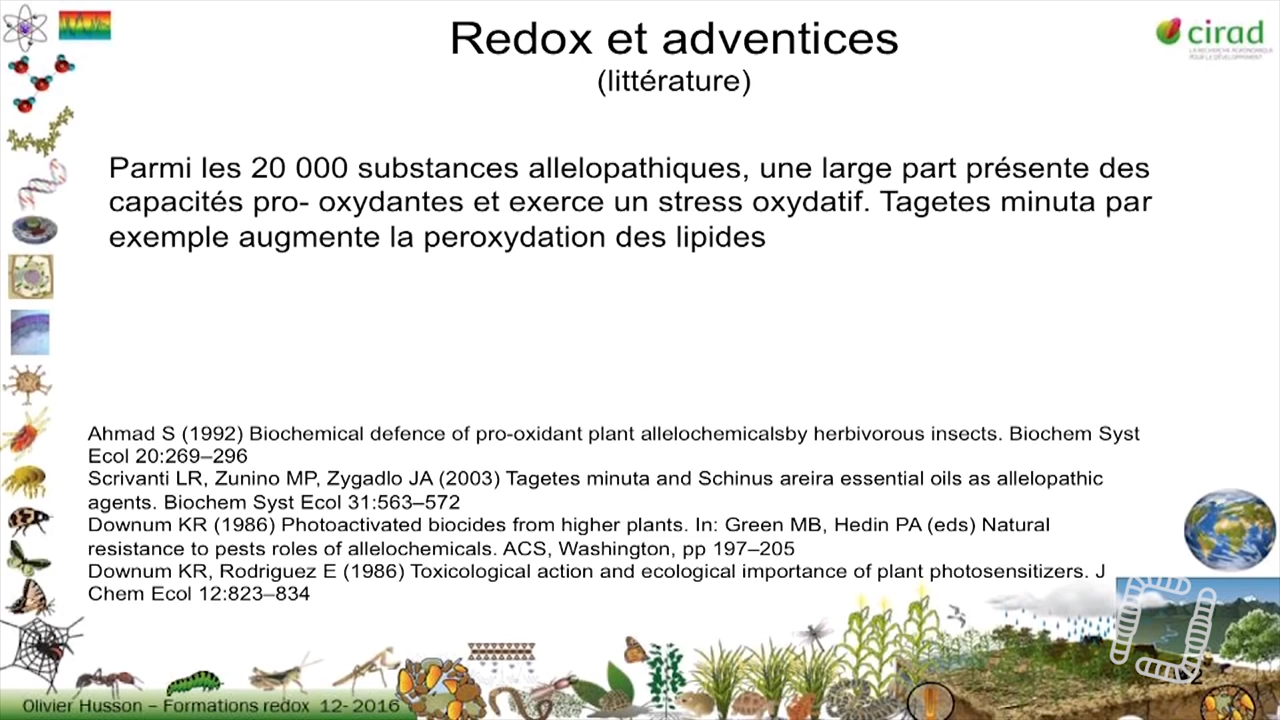 Redox et adventices
(littérature)
cirad
Parmi les 20 000 substances allelopathiques, une large part présente des
capacités pro- oxydantes et exerce un stress oxydatif. Tagetes minuta par
exemple augmente la peroxydation des lipides
Ahmad S (1992) Biochemical defence of pro-oxidant plant allelochemicalsby herbivorous insects. Biochem Syst
Ecol 20:269–296
Scrivanti LR, Zunino MP, Zygadlo JA (2003) Tagetes minuta and Schinus areira essential oils as allelopathic
agents. Biochem Syst Ecol 31:563–572
Downum KR (1986) Photoactivated biocides from higher plants. In: Green MB, Hedin PA (eds) Natural
resistance to pests roles of allelochemicals. ACS, Washington, pp 197–205
Downum KR, Rodriguez E (1986) Toxicological action and ecological importance of plant photosensitizers. J
Chem Ecol 12:823–834
Olivier Husson – Formations redox 12- 2016